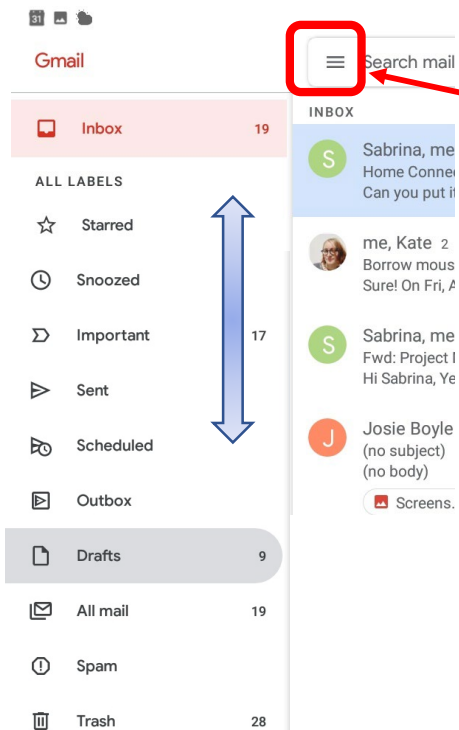 31
Gmail
Search mail
Inbox 19
ALL LABELS
Starred
Snoozed
Important 17
Sent
Scheduled
Outbox
Drafts 9
All mail 19
Spam
Trash 28
INBOX
S
Sabrina, me
Home Connec
Can you put it
me, Kate 2
Borrow mous
Sure! On Fri, A
S
Sabrina, me
Fwd: Project
Hi Sabrina, Ye
J
Josie Boyle
(no subject)
(no body)
Screens.